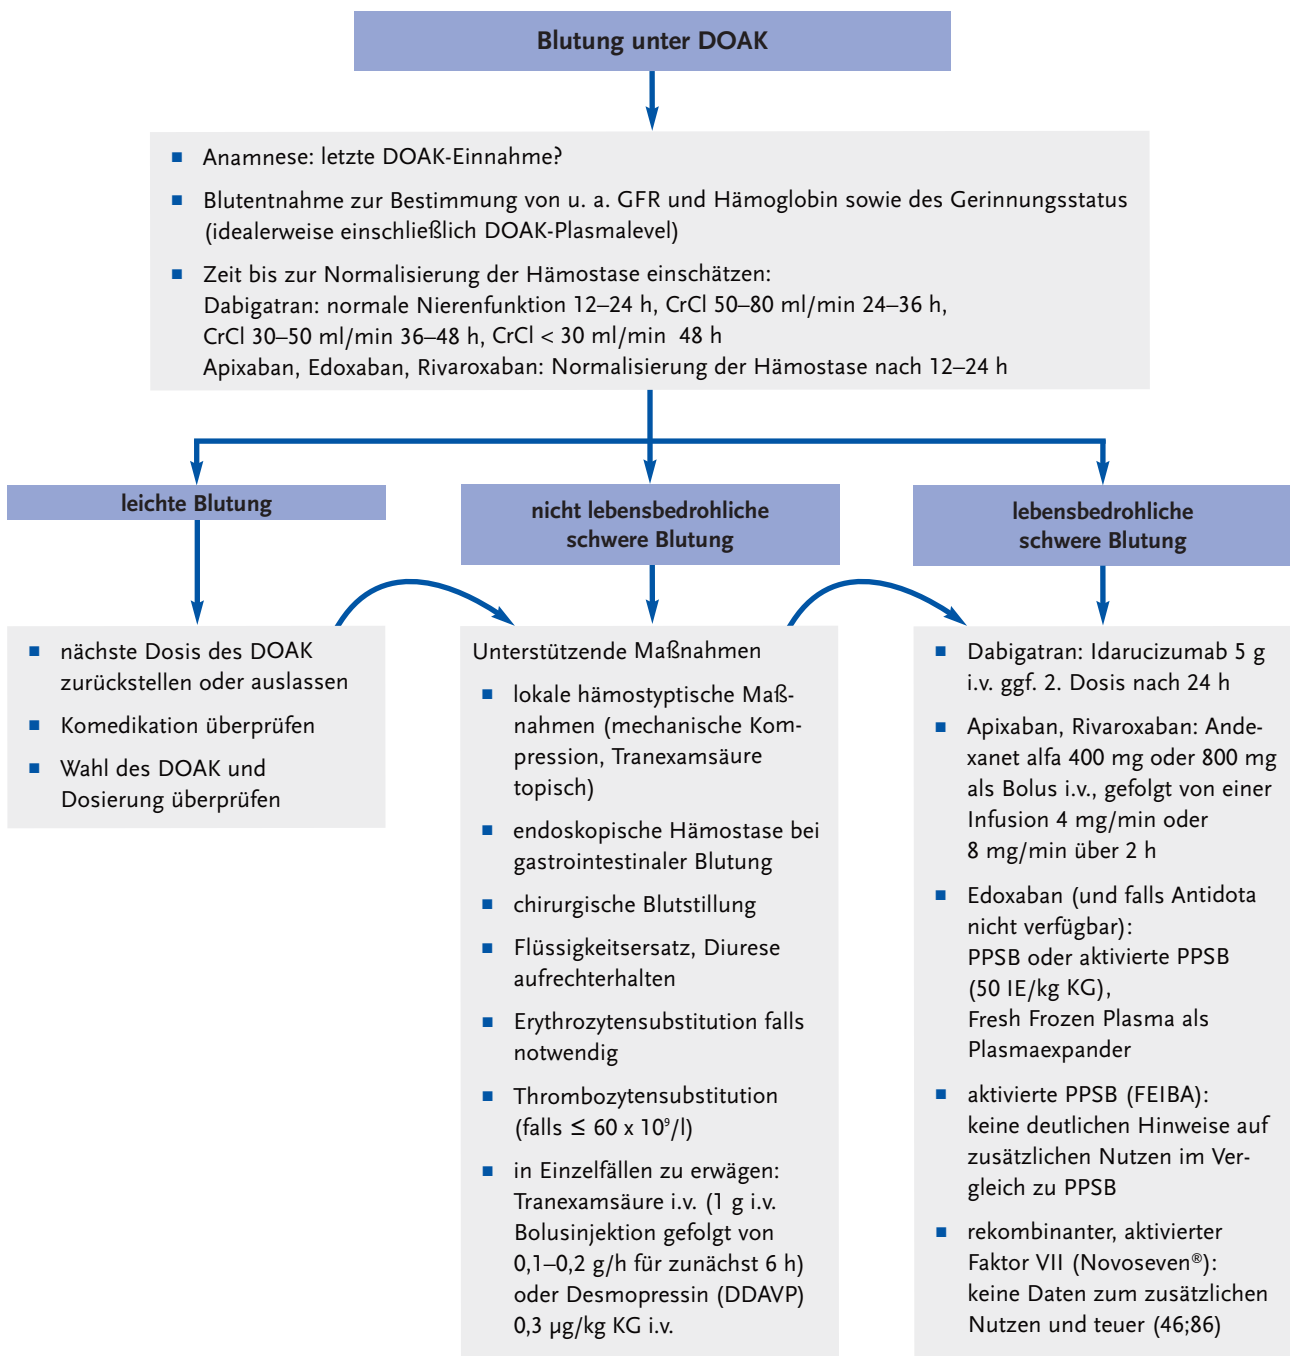 Blutung unter DOAK
Anamnese: letzte DOAK-Einnahme?
Blutentnahme zur Bestimmung von u. a. GFR und Hämoglobin sowie des Gerinnungsstatus
(idealerweise einschließlich DOAK-Plasmalevel)
Zeit bis zur Normalisierung der Hämostase einschätzen:
Dabigatran: normale Nierenfunktion 12–24 h, CrCl 50–80 ml/min 24–36 h,
CrCl 30–50 ml/min 36–48 h, CrCl < 30 ml/min 48 h
Apixaban, Edoxaban, Rivaroxaban: Normalisierung der Hämostase nach 12–24 h
leichte Blutung
nächste Dosis des DOAK
zurückstellen oder auslassen
Komedikation überprüfen
Wahl des DOAK und
Dosierung überprüfen
nicht lebensbedrohliche
schwere Blutung
Unterstützende Maßnahmen
lokale hämostyptische Maß-
nahmen (mechanische Kom-
pression, Tranexamsäure
topisch)
endoskopische Hämostase bei
gastrointestinaler Blutung
chirurgische Blutstillung
Flüssigkeitsersatz, Diurese
aufrechterhalten
Erythrozytensubstitution falls
notwendig
Thrombozytensubstitution
(falls ≤ 60 x 10⁹/l)
in Einzelfällen zu erwägen:
Tranexamsäure i.v. (1 g i.v.
Bolusinjektion gefolgt von
0,1–0,2 g/h für zunächst 6 h)
oder Desmopressin (DDAVP)
0,3 µg/kg KG i.v.
lebensbedrohliche
schwere Blutung
Dabigatran: Idarucizumab 5 g
i.v. ggf. 2. Dosis nach 24 h
Apixaban, Rivaroxaban: Ande-
xanet alfa 400 mg oder 800 mg
als Bolus i.v., gefolgt von einer
Infusion 4 mg/min oder
8 mg/min über 2 h
Edoxaban (und falls Antidota
nicht verfügbar):
PPSB oder aktivierte PPSB
(50 IE/kg KG),
Fresh Frozen Plasma als
Plasmaexpander
aktivierte PPSB (FEIBA):
keine deutlichen Hinweise auf
zusätzlichen Nutzen im Ver-
gleich zu PPSB
rekombinanter, aktivierter
Faktor VII (Novoseven®):
keine Daten zum zusätzlichen
Nutzen und teuer (46;86)